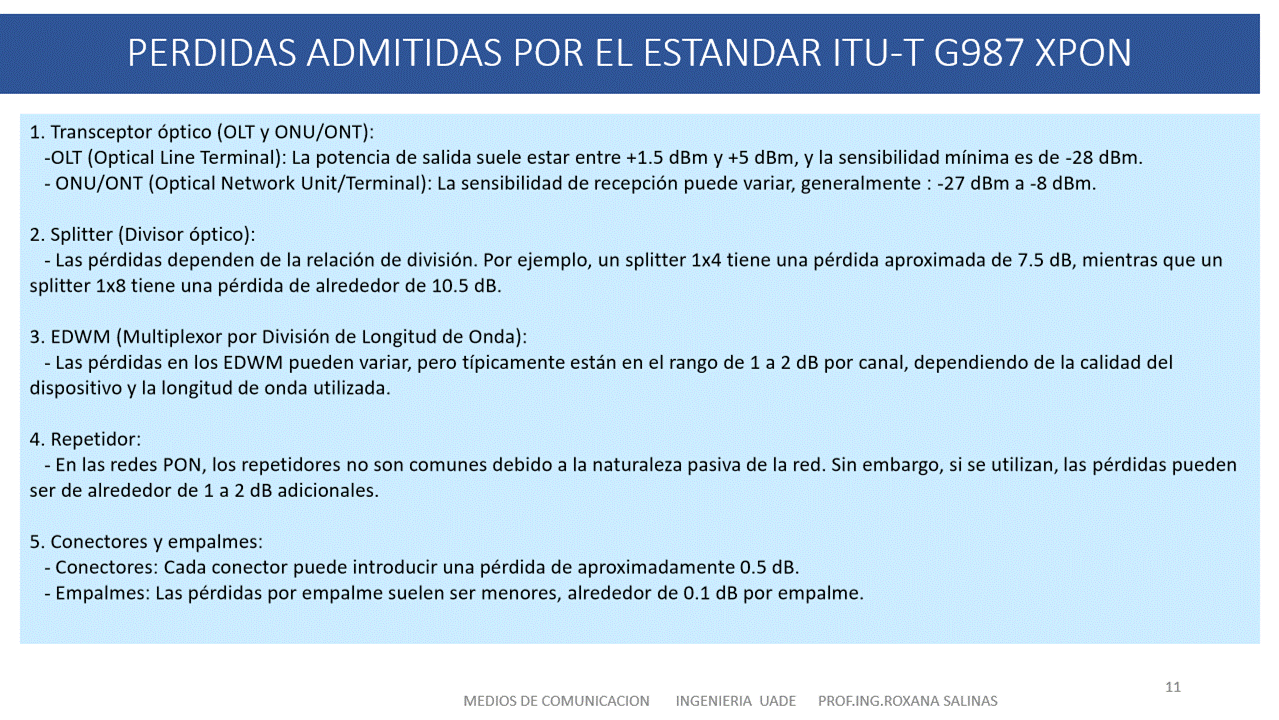 PERDIDAS ADMITIDAS POR EL ESTANDAR ITU-T G987 XPON
1. Transceptor óptico (OLT y ONU/ONT):
-OLT (Optical Line Terminal): La potencia de salida suele estar entre +1.5 dBm y +5 dBm, y la sensibilidad mínima es de -28 dBm.
- ONU/ONT (Optical Network Unit/Terminal): La sensibilidad de recepción puede variar, generalmente : -27 dBm a -8 dBm.
2. Splitter (Divisor óptico):
- Las pérdidas dependen de la relación de división. Por ejemplo, un splitter 1x4 tiene una pérdida aproximada de 7.5 dB, mientras que un
splitter 1x8 tiene una pérdida de alrededor de 10.5 dB.
3. EDWM (Multiplexor por División de Longitud de Onda):
- Las pérdidas en los EDWM pueden variar, pero típicamente están en el rango de 1 a 2 dB por canal, dependiendo de la calidad del
dispositivo y la longitud de onda utilizada.
4. Repetidor:
- En las redes PON, los repetidores no son comunes debido a la naturaleza pasiva de la red. Sin embargo, si se utilizan, las pérdidas pueden
ser de alrededor de 1 a 2 dB adicionales.
5. Conectores y empalmes:
- Conectores: Cada conector puede introducir una pérdida de aproximadamente 0.5 dB.
- Empalmes: Las pérdidas por empalme suelen ser menores, alrededor de 0.1 dB por empalme.
11
MEDIOS DE COMUNICACION INGENIERIA UADE PROF.ING.ROXANA SALINAS